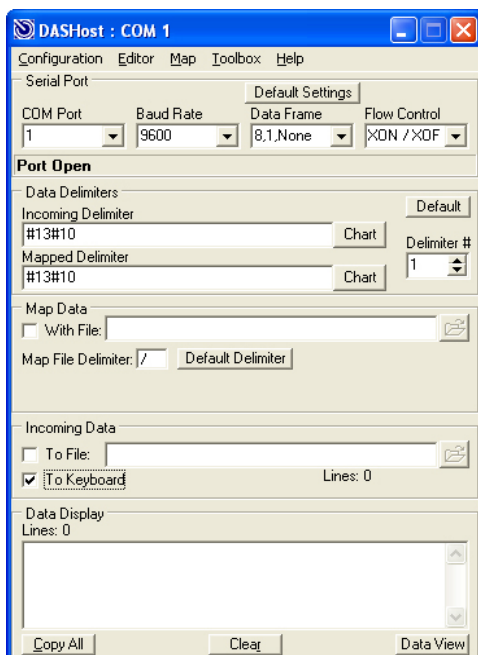 DASHost : COM 1
Configuration Editor Map Toolbox Help
Serial Port
Default Settings
COM Port Baud Rate Data Frame Flow Control
1 9600 8,1,None XON / XOF
Port Open
Data Delimiters
Default
Incoming Delimiter
#13#10 Chart
Delimiter #
1
Mapped Delimiter
#13#10 Chart
Map Data
With File:
Map File Delimiter: / Default Delimiter
Incoming Data
To File:
To Keyboard Lines: 0
Data Display
Lines: 0
Copy All Clear Data View